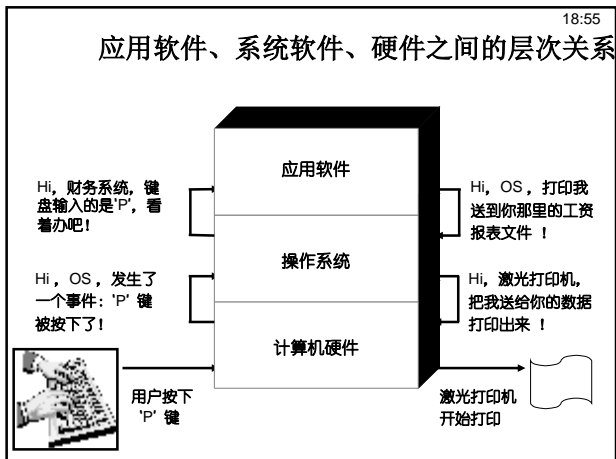 18:55
应用软件、系统软件、硬件之间的层次关系
应用软件
Hi，财务系统，键
盘输入的是'P'，看
着办吧！
Hi，OS，打印我
送到你那里的工资
报表文件 ！
操作系统
Hi，OS，发生了
一个事件：'P' 键
被按下了！
Hi，激光打印机，
把我送给你的数据
打印出来 ！
计算机硬件
用户按下
'P' 键
激光打印机
开始打印